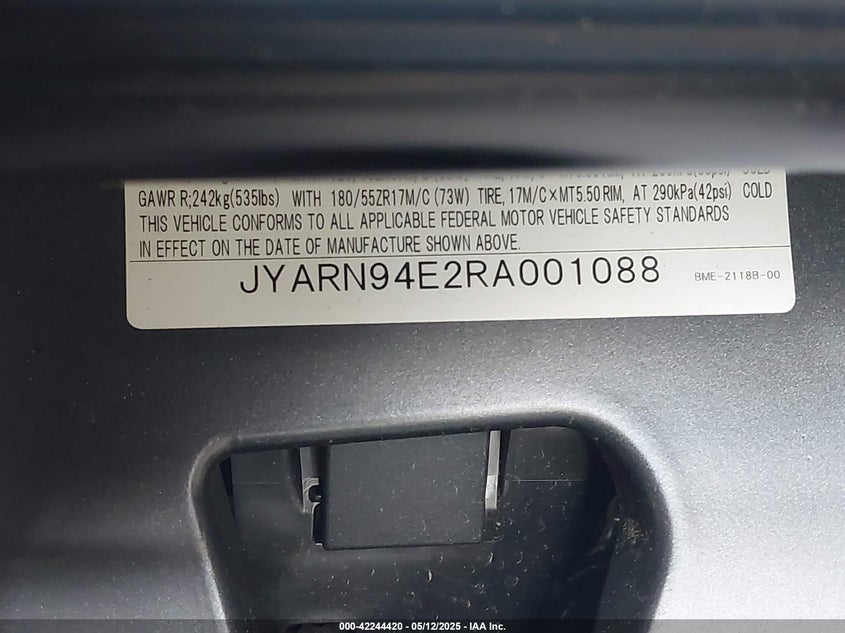 GAWR R;242kg(535lbs) WITH 180/55ZR17M/C (73W) TIRE, 17M/C×MT5.50 RIM, AT 290kPa(42psi) COLD
THIS VEHICLE CONFORMS TO ALL APPLICABLE FEDERAL MOTOR VEHICLE SAFETY STANDARDS
IN EFFECT ON THE DATE OF MANUFACTURE SHOWN ABOVE.
JYARN94E2RA001088 BME-2118B-00
000-42244420 - 05/12/2025 - IAA Inc.